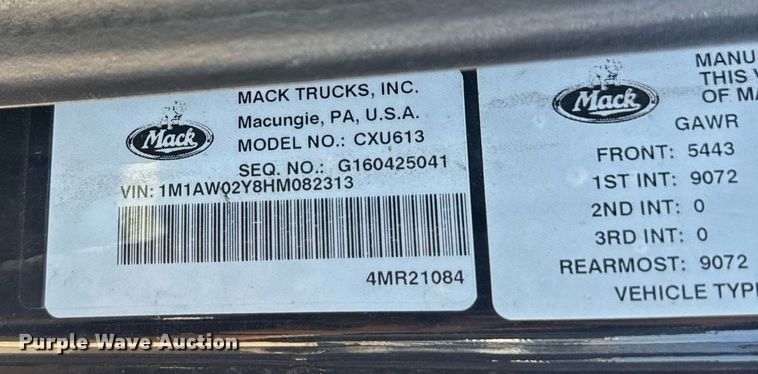 Mack
MACK TRUCKS, INC.
Macungie, PA, U.S.A.
MODEL NO.: CXU613
SEQ. NO.: G160425041
VIN: 1M1AW02Y8HM082313
4MR21084
Mack
MANU
THIS V
OF MA
GAWR
FRONT: 5443
1ST INT: 9072
2ND INT: 0
3RD INT: 0
REARMOST: 9072
VEHICLE TYP
Purple Wave Auction